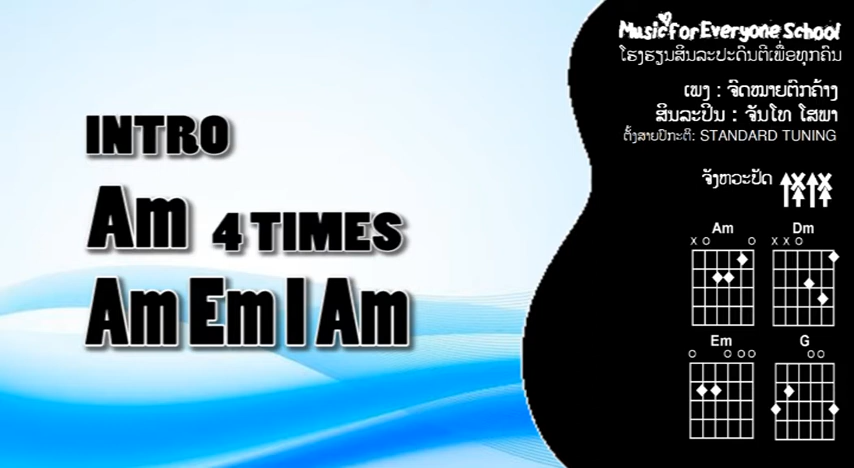 INTRO
Am 4 TIMES
Am Em I Am
Music For Everyone School
ໂຮງຮຽນສິນລະປະດົນຕີເພື່ອທຸກຄົນ
ເພງ : ຈົດໝາຍຕົກຄ້າງ
ສິນລະປິນ : ຈັນໂທ ໂສພາ
ຕັ້ງສາຍປົກະຕິ: STANDARD TUNING
ຈັງຫວະປັດ
Am Dm
X O O X X O
Em G
O O O O O O